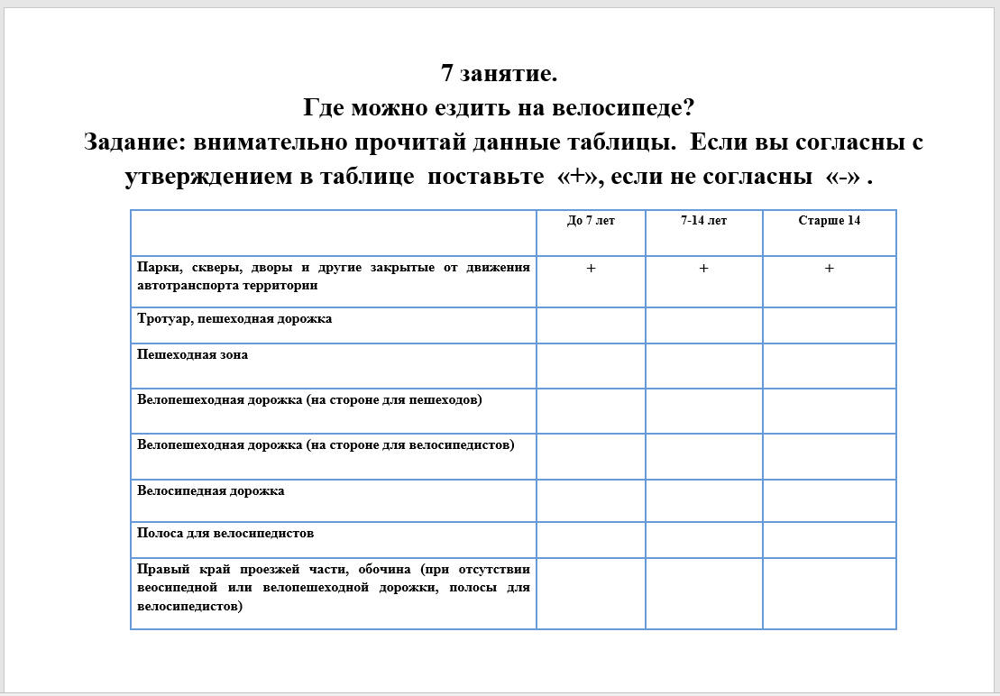 7 занятие.
Где можно ездить на велосипеде?
Задание: внимательно прочитай данные таблицы.  Если вы согласны с
утверждением в таблице  поставьте  «+», если не согласны  «-» .
До 7 лет 7-14 лет Старше 14
Парки, скверы, дворы и другие закрытые от движения + + +
автотранспорта территории
Тротуар, пешеходная дорожка
Пешеходная зона
Велопешеходная дорожка (на стороне для пешеходов)
Велопешеходная дорожка (на стороне для велосипедистов)
Велосипедная дорожка
Полоса для велосипедистов
Правый край проезжей части, обочина (при отсутствии
веосипедной или велопешеходной дорожки, полосы для
велосипедистов)